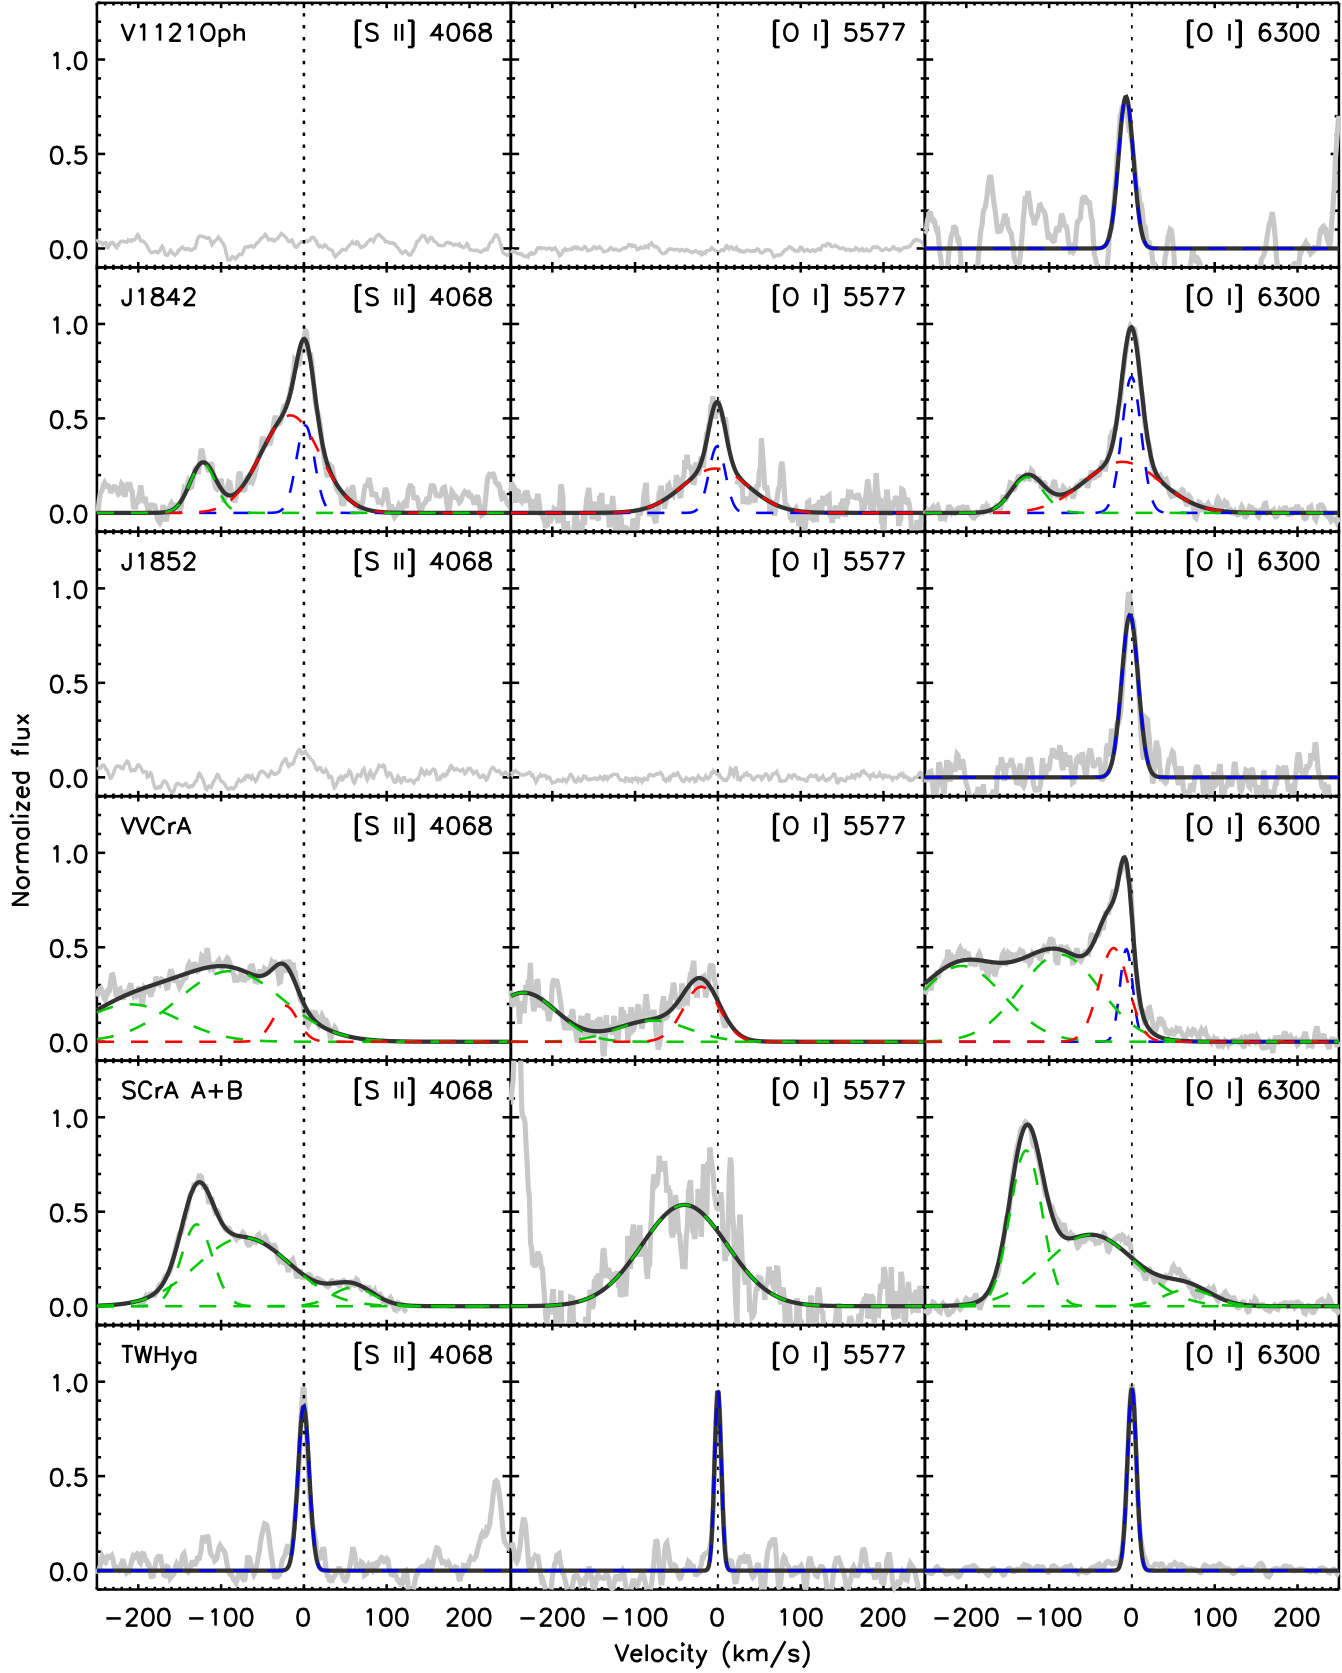 V1121Oph [S II] 4068 [O I] 5577 [O I] 6300
1.0
0.5
0.0
J1842 [S II] 4068 [O I] 5577 [O I] 6300
1.0
0.5
0.0
J1852 [S II] 4068 [O I] 5577 [O I] 6300
1.0
0.5
0.0
Normalized flux
VVCrA [S II] 4068 [O I] 5577 [O I] 6300
1.0
0.5
0.0
SCrA A+B [S II] 4068 [O I] 5577 [O I] 6300
1.0
0.5
0.0
TWHya [S II] 4068 [O I] 5577 [O I] 6300
1.0
0.5
0.0
−200 −100 0 100 200 −200 −100 0 100 200 −200 −100 0 100 200
Velocity (km/s)